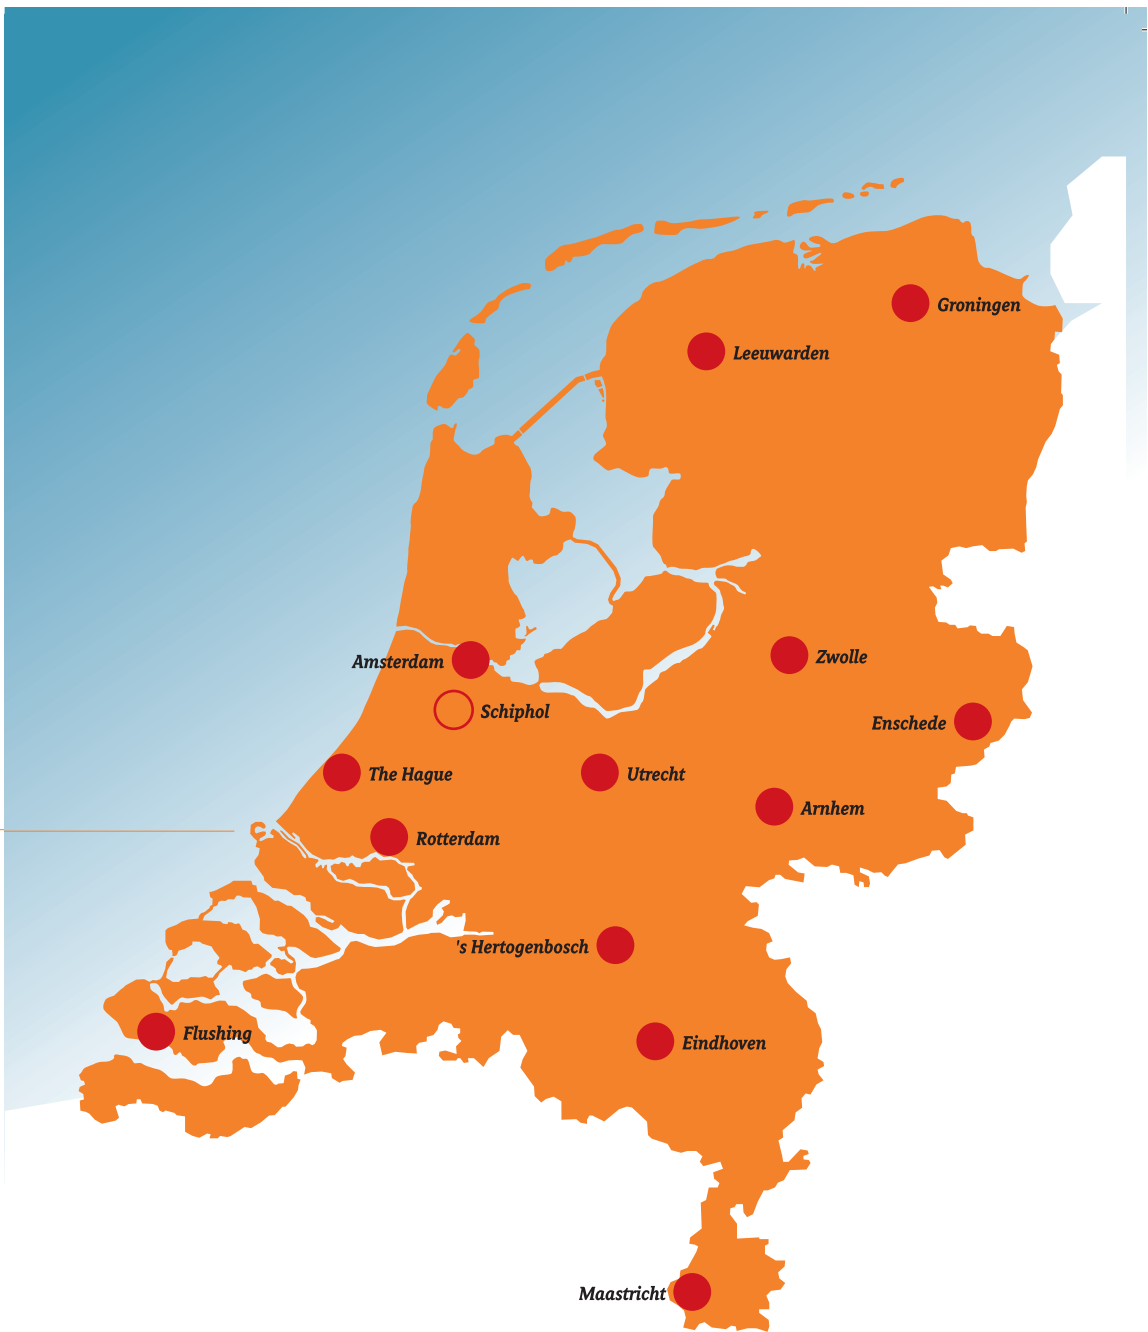 Groningen
Leeuwarden
Amsterdam
Zwolle
Schiphol
Enschede
The Hague
Utrecht
Arnhem
Rotterdam
's Hertogenbosch
Flushing
Eindhoven
Maastricht